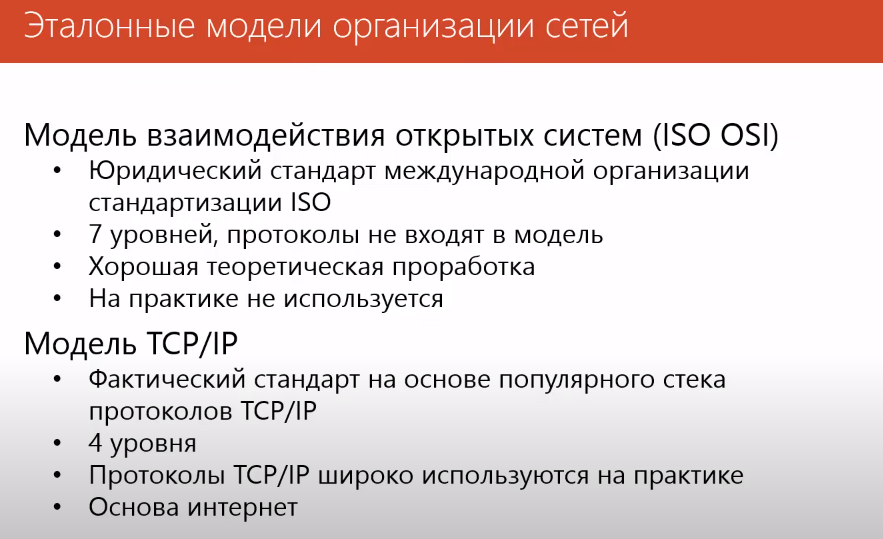 Эталонные модели организации сетей
Модель взаимодействия открытых систем (ISO OSI)
• Юридический стандарт международной организации
стандартизации ISO
• 7 уровней, протоколы не входят в модель
• Хорошая теоретическая проработка
• На практике не используется
Модель TCP/IP
• Фактический стандарт на основе популярного стека
протоколов TCP/IP
• 4 уровня
• Протоколы TCP/IP широко используются на практике
• Основа интернет